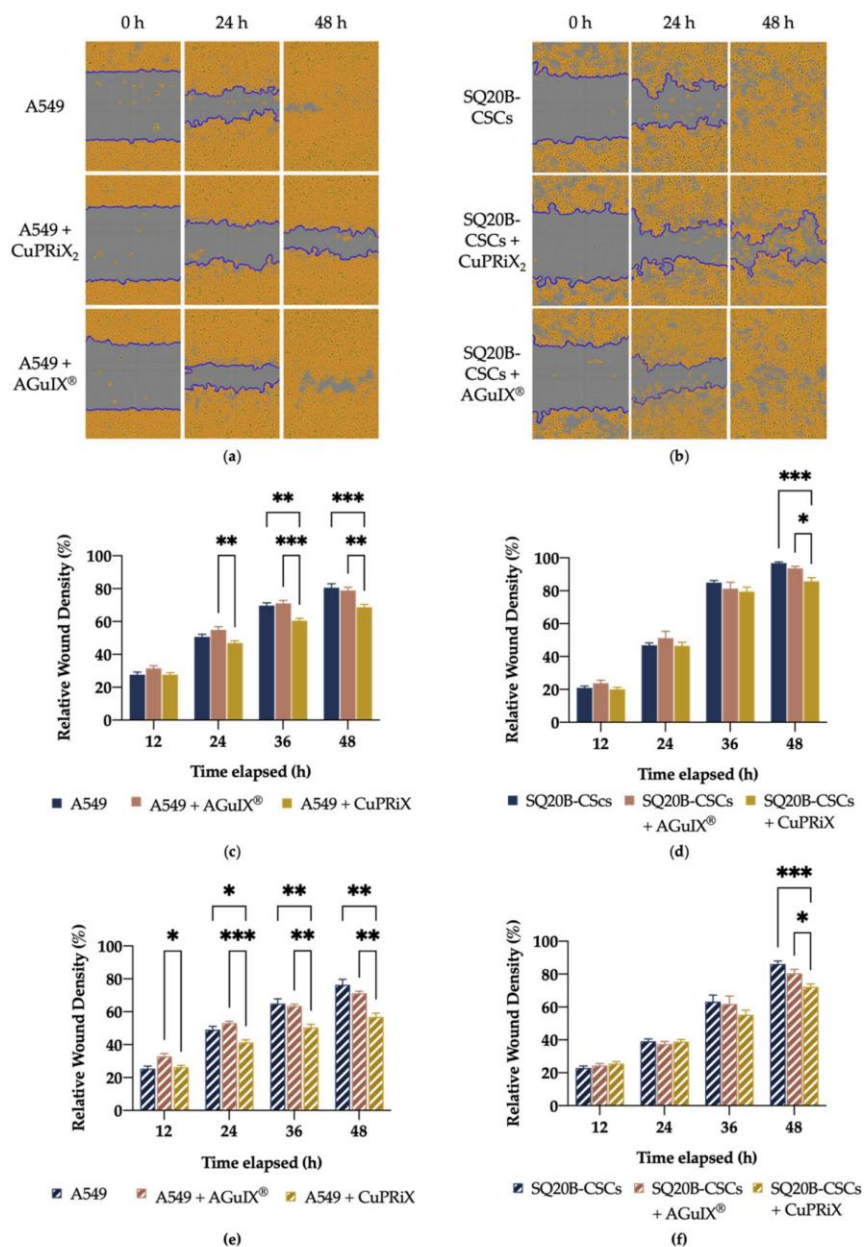 0 h 24 h 48 h
A549
A549 +
CuPRiX₂
A549 +
AGuIX®
(a)
0 h 24 h 48 h
SQ20B-
CSCs
SQ20B-
CSCs +
CuPRiX₂
SQ20B-
CSCs +
AGuIX®
(b)
Relative Wound Density (%)
100
80
60
40
20
0
** ***
** *** **
12 24 36 48
Time elapsed (h)
A549 A549 + AGuIX® A549 + CuPRiX
(c)
Relative Wound Density (%)
100
80
60
40
20
0
***
*
12 24 36 48
Time elapsed (h)
SQ20B-CScs SQ20B-CSCs SQ20B-CSCs
+ AGuIX® + CuPRiX
(d)
Relative Wound Density (%)
100
80
60
40
20
0
* ** **
* *** ** **
12 24 36 48
Time elapsed (h)
A549 A549 + AGuIX® A549 + CuPRiX
(e)
Relative Wound Density (%)
100
80
60
40
20
0
***
*
12 24 36 48
Time elapsed (h)
SQ20B-CSCs SQ20B-CSCs SQ20B-CSCs
+ AGuIX® + CuPRiX
(f)